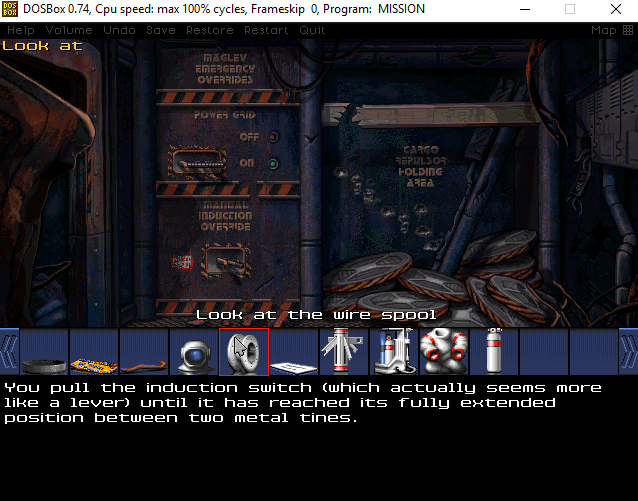 DOSBox 0.74, Cpu speed: max 100% cycles, Frameskip 0, Program: MISSION
Help Volume Undo Save Restore Restart Quit Map
Look at
MAGLEV
EMERGENCY
OVERRIDES
POWER GRID
OFF
ON
CARGO
REPULSOR
HOLDING
AREA
MANUAL
INDUCTION
OVERRIDE
Look at the wire spool
You pull the induction switch (which actually seems more
like a lever) until it has reached its fully extended
position between two metal tines.